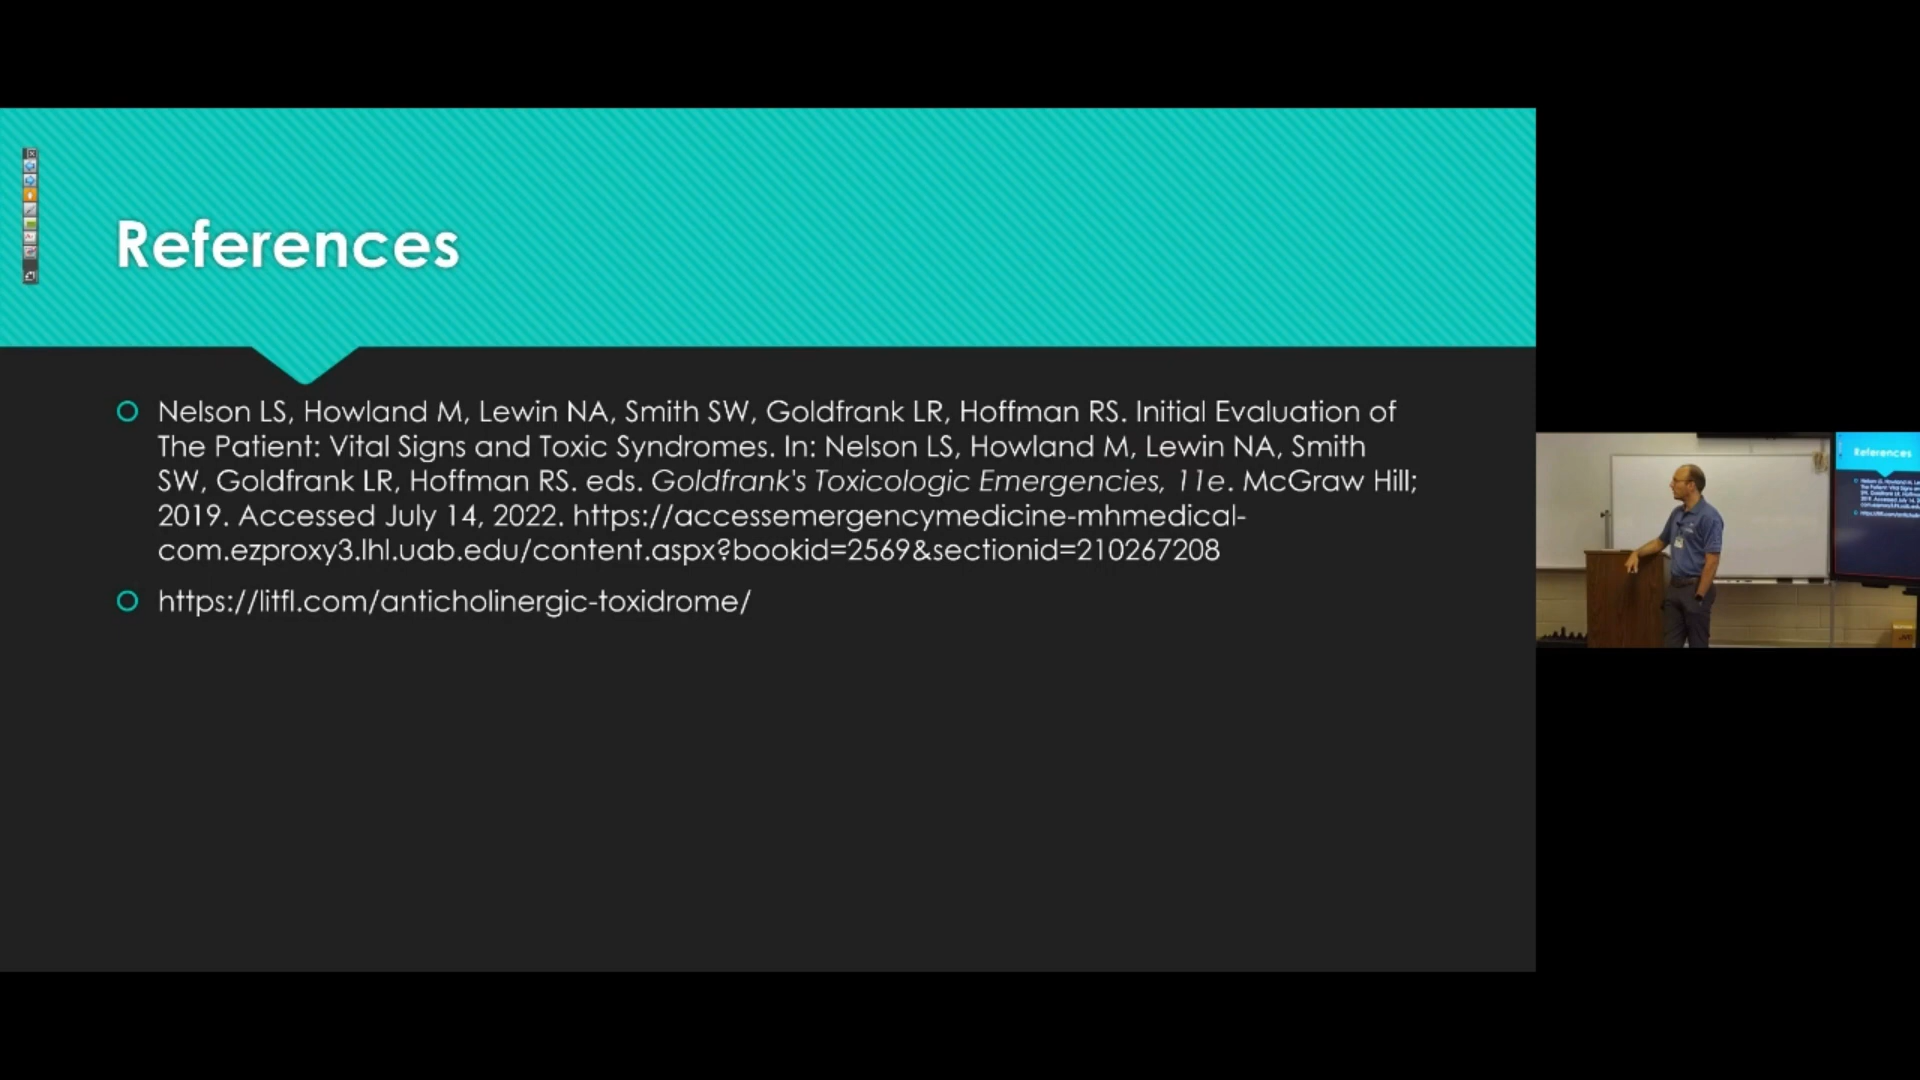 References
Nelson LS, Howland M, Lewin NA, Smith SW, Goldfrank LR, Hoffman RS. Initial Evaluation of
The Patient: Vital Signs and Toxic Syndromes. In: Nelson LS, Howland M, Lewin NA, Smith
SW, Goldfrank LR, Hoffman RS. eds. Goldfrank's Toxicologic Emergencies, 11e. McGraw Hill;
2019. Accessed July 14, 2022. https://accessemergencymedicine-mhmedical-
com.ezproxy3.lhl.uab.edu/content.aspx?bookid=2569&sectionid=210267208
https://litfl.com/anticholinergic-toxidrome/
References